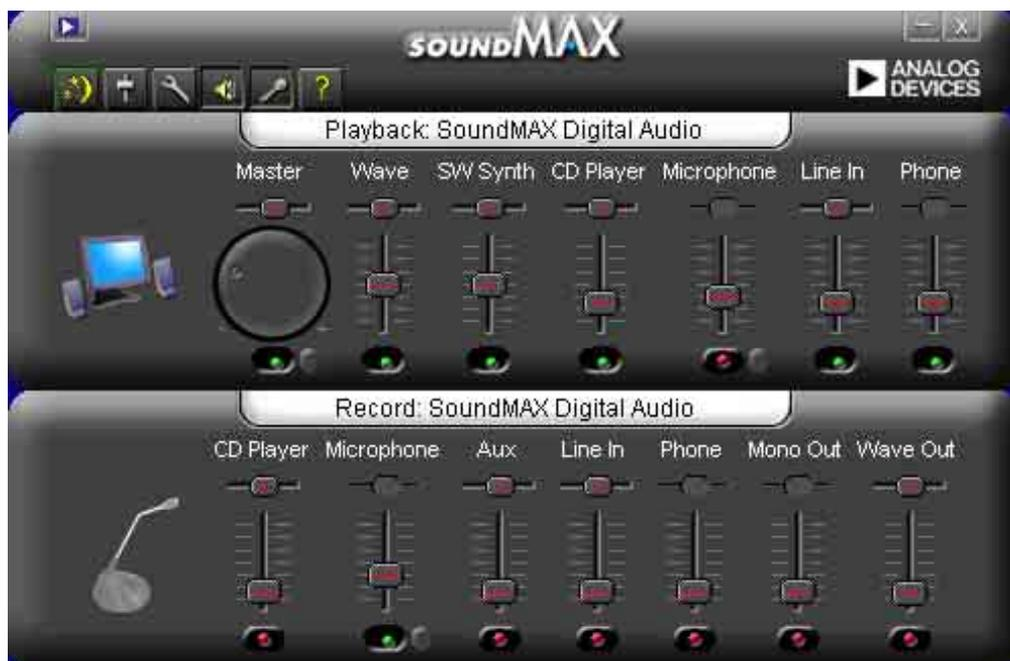 SOUNDMAX
ANALOG
DEVICES
?
X
Playback: SoundMAX Digital Audio
Master Wave SW Synth CD Player Microphone Line In Phone
Record: SoundMAX Digital Audio
CD Player Microphone Aux Line In Phone Mono Out Wave Out